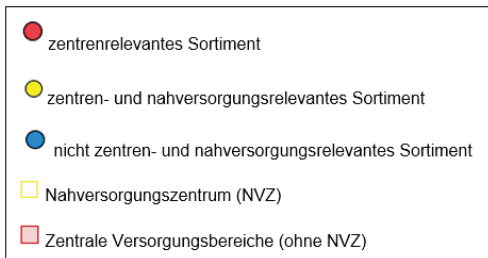 zentrenrelevantes Sortiment
zentren- und nahversorgungsrelevantes Sortiment
nicht zentren- und nahversorgungsrelevantes Sortiment
Nahversorgungszentrum (NVZ)
Zentrale Versorgungsbereiche (ohne NVZ)